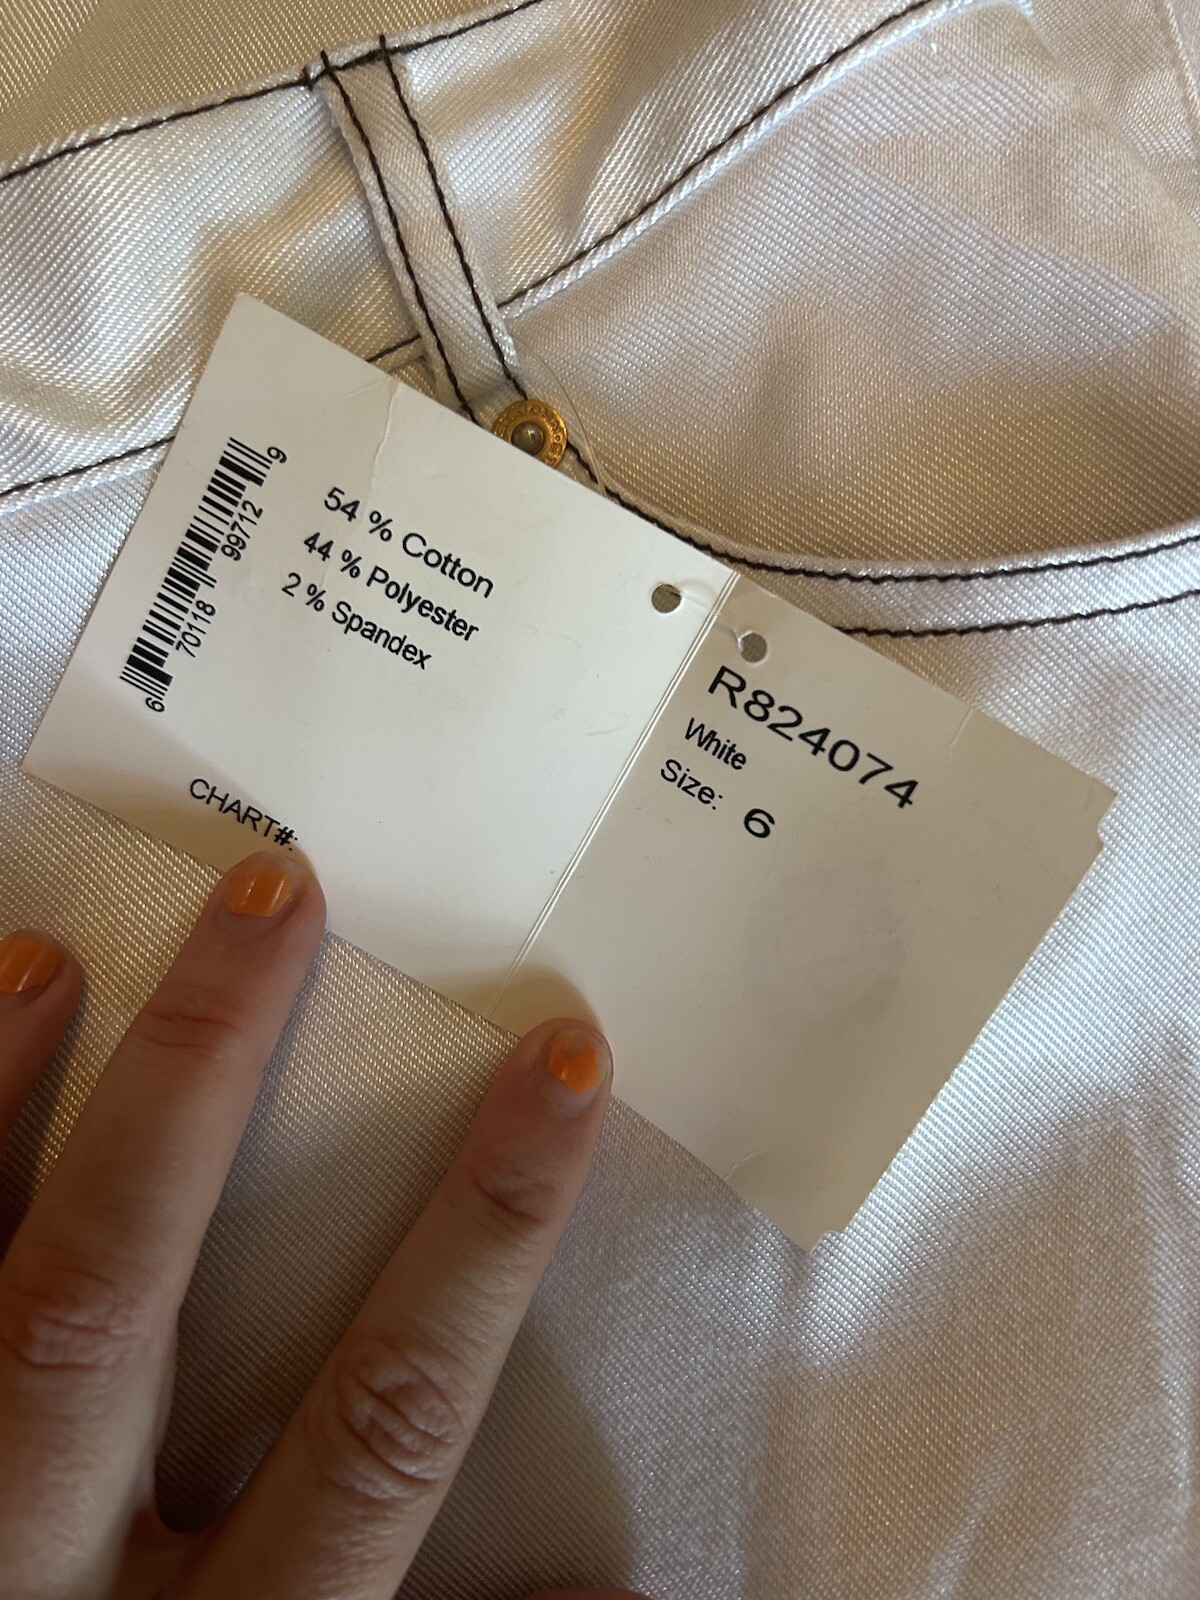 54 % Cotton
44 % Polyester
2 % Spandex
6 70118 99712 9
CHART#:
R824074
White
Size: 6